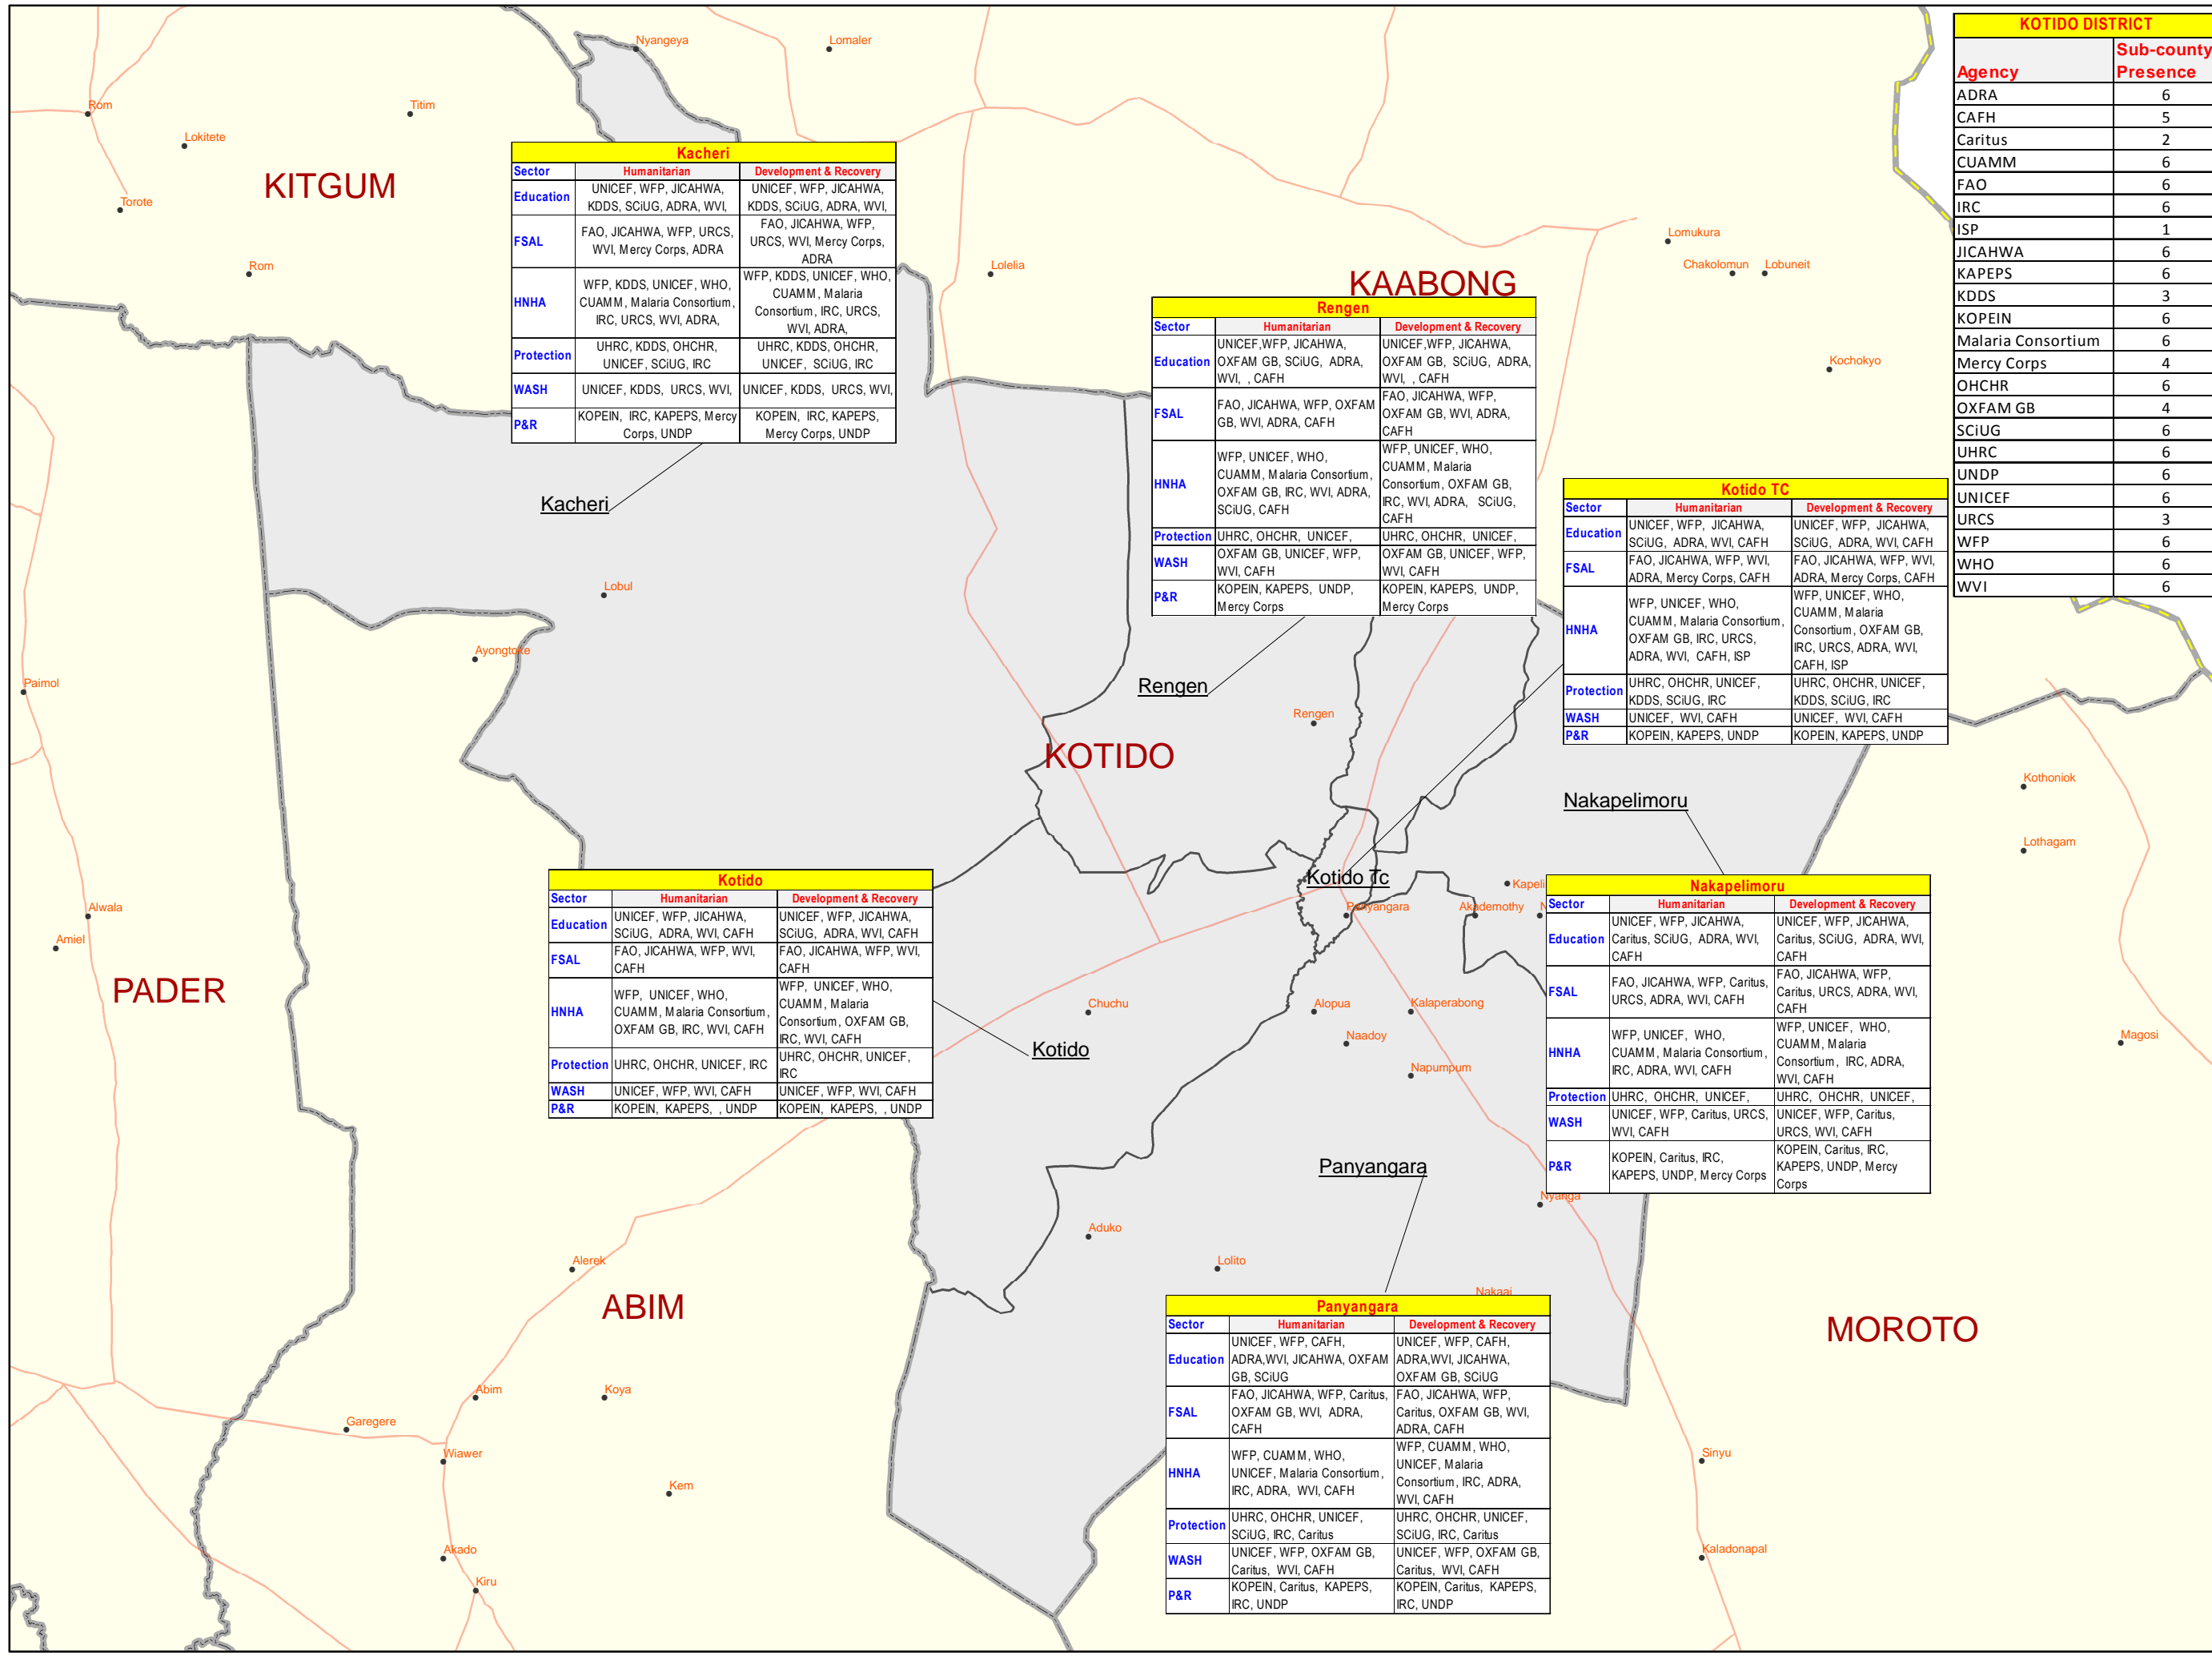 KOTIDO DISTRICT
Agency Sub-county Presence
ADRA 6
CAFH 5
Caritus 2
CUAMM 6
FAO 6
IRC 6
ISP 1
JICAHWA 6
KAPEPS 6
KDDS 3
KOPEIN 6
Malaria Consortium 6
Mercy Corps 4
OHCHR 6
OXFAM GB 4
SCiUG 6
UHRC 6
UNDP 6
UNICEF 6
URCS 3
WFP 6
WHO 6
WVI 6
Nyangeya
Lomaler
Rom
Titim
Lokitete
KITGUM
Torote
Rom
Lolelia
Lomukura
Chakolomun
Lobuneit
KAABONG
Kochokyo
Kacheri
Sector Humanitarian Development & Recovery
Education
UNICEF, WFP, JICAHWA,
KDDS, SCiUG, ADRA, WVI,
UNICEF, WFP, JICAHWA,
KDDS, SCiUG, ADRA, WVI,
FSAL
FAO, JICAHWA, WFP, URCS,
WVI, Mercy Corps, ADRA
FAO, JICAHWA, WFP,
URCS, WVI, Mercy Corps,
ADRA
HNHA
WFP, KDDS, UNICEF, WHO,
CUAMM, Malaria Consortium,
IRC, URCS, WVI, ADRA,
WFP, KDDS, UNICEF, WHO,
CUAMM, Malaria
Consortium, IRC, URCS,
WVI, ADRA,
Protection
UHRC, KDDS, OHCHR,
UNICEF, SCiUG, IRC
UHRC, KDDS, OHCHR,
UNICEF, SCiUG, IRC
WASH
UNICEF, KDDS, URCS, WVI,
UNICEF, KDDS, URCS, WVI,
P&R
KOPEIN, IRC, KAPEPS, Mercy
Corps, UNDP
KOPEIN, IRC, KAPEPS,
Mercy Corps, UNDP
Kacheri
Rengen
Sector Humanitarian Development & Recovery
Education
UNICEF,WFP, JICAHWA,
OXFAM GB, SCiUG, ADRA,
WVI, , CAFH
UNICEF,WFP, JICAHWA,
OXFAM GB, SCiUG, ADRA,
WVI, , CAFH
FSAL
FAO, JICAHWA, WFP, OXFAM
GB, WVI, ADRA, CAFH
FAO, JICAHWA, WFP,
OXFAM GB, WVI, ADRA,
CAFH
HNHA
WFP, UNICEF, WHO,
CUAMM, Malaria Consortium,
OXFAM GB, IRC, WVI, ADRA,
SCiUG, CAFH
WFP, UNICEF, WHO,
CUAMM, Malaria
Consortium, OXFAM GB,
IRC, WVI, ADRA, SCiUG,
CAFH
Protection
UHRC, OHCHR, UNICEF,
UHRC, OHCHR, UNICEF,
WASH
OXFAM GB, UNICEF, WFP,
WVI, CAFH
OXFAM GB, UNICEF, WFP,
WVI, CAFH
P&R
KOPEIN, KAPEPS, UNDP,
Mercy Corps
KOPEIN, KAPEPS, UNDP,
Mercy Corps
Kotido TC
Sector Humanitarian Development & Recovery
Education
UNICEF, WFP, JICAHWA,
SCiUG, ADRA, WVI, CAFH
UNICEF, WFP, JICAHWA,
SCiUG, ADRA, WVI, CAFH
FSAL
FAO, JICAHWA, WFP, WVI,
ADRA, Mercy Corps, CAFH
FAO, JICAHWA, WFP, WVI,
ADRA, Mercy Corps, CAFH
HNHA
WFP, UNICEF, WHO,
CUAMM, Malaria Consortium,
OXFAM GB, IRC, URCS,
ADRA, WVI, CAFH, ISP
WFP, UNICEF, WHO,
CUAMM, Malaria
Consortium, OXFAM GB,
IRC, URCS, ADRA, WVI,
CAFH, ISP
Protection
UHRC, OHCHR, UNICEF,
KDDS, SCiUG, IRC
UHRC, OHCHR, UNICEF,
KDDS, SCiUG, IRC
WASH
UNICEF, WVI, CAFH
UNICEF, WVI, CAFH
P&R
KOPEIN, KAPEPS, UNDP
KOPEIN, KAPEPS, UNDP
Lobul
Ayongtoke
Paimol
Rengen
Rengen
KOTIDO
Nakapelimoru
Kothoniok
Lothagam
Kotido Tc
Panyangara
Akademothy
Alwala
Amiel
PADER
Kotido
Sector Humanitarian Development & Recovery
Education
UNICEF, WFP, JICAHWA,
SCiUG, ADRA, WVI, CAFH
UNICEF, WFP, JICAHWA,
SCiUG, ADRA, WVI, CAFH
FSAL
FAO, JICAHWA, WFP, WVI,
CAFH
FAO, JICAHWA, WFP, WVI,
CAFH
HNHA
WFP, UNICEF, WHO,
CUAMM, Malaria Consortium,
OXFAM GB, IRC, WVI, CAFH
WFP, UNICEF, WHO,
CUAMM, Malaria
Consortium, OXFAM GB,
IRC, WVI, CAFH
Protection
UHRC, OHCHR, UNICEF, IRC
UHRC, OHCHR, UNICEF,
IRC
WASH
UNICEF, WFP, WVI, CAFH
UNICEF, WFP, WVI, CAFH
P&R
KOPEIN, KAPEPS, , UNDP
KOPEIN, KAPEPS, , UNDP
Nakapelimoru
Sector Humanitarian Development & Recovery
Education
UNICEF, WFP, JICAHWA,
Caritus, SCiUG, ADRA, WVI,
CAFH
UNICEF, WFP, JICAHWA,
Caritus, SCiUG, ADRA, WVI,
CAFH
FSAL
FAO, JICAHWA, WFP, Caritus,
URCS, ADRA, WVI, CAFH
FAO, JICAHWA, WFP,
Caritus, URCS, ADRA, WVI,
CAFH
HNHA
WFP, UNICEF, WHO,
CUAMM, Malaria Consortium,
IRC, ADRA, WVI, CAFH
WFP, UNICEF, WHO,
CUAMM, Malaria
Consortium, IRC, ADRA,
WVI, CAFH
Protection
UHRC, OHCHR, UNICEF,
UHRC, OHCHR, UNICEF,
WASH
UNICEF, WFP, Caritus, URCS,
WVI, CAFH
UNICEF, WFP, Caritus,
URCS, WVI, CAFH
P&R
KOPEIN, Caritus, IRC,
KAPEPS, UNDP, Mercy Corps
KOPEIN, Caritus, IRC,
KAPEPS, UNDP, Mercy
Corps
Chuchu
Alopua
Kalaperabong
Kotido
Naadoy
Napumpum
Magosi
Panyangara
Nyanga
Aduko
Lolito
Alerek
Nakaai
ABIM
MOROTO
Panyangara
Sector Humanitarian Development & Recovery
Education
UNICEF, WFP, CAFH,
ADRA,WVI, JICAHWA, OXFAM
GB, SCiUG
UNICEF, WFP, CAFH,
ADRA,WVI, JICAHWA,
OXFAM GB, SCiUG
FSAL
FAO, JICAHWA, WFP, Caritus,
OXFAM GB, WVI, ADRA,
CAFH
FAO, JICAHWA, WFP,
Caritus, OXFAM GB, WVI,
ADRA, CAFH
HNHA
WFP, CUAMM, WHO,
UNICEF, Malaria Consortium,
IRC, ADRA, WVI, CAFH
WFP, CUAMM, WHO,
UNICEF, Malaria
Consortium, IRC, ADRA,
WVI, CAFH
Protection
UHRC, OHCHR, UNICEF,
SCiUG, IRC, Caritus
UHRC, OHCHR, UNICEF,
SCiUG, IRC, Caritus
WASH
UNICEF, WFP, OXFAM GB,
Caritus, WVI, CAFH
UNICEF, WFP, OXFAM GB,
Caritus, WVI, CAFH
P&R
KOPEIN, Caritus, KAPEPS,
IRC, UNDP
KOPEIN, Caritus, KAPEPS,
IRC, UNDP
Abim
Koya
Garegere
Wiawer
Kem
Sinyu
Akado
Kiru
Kaladonapal